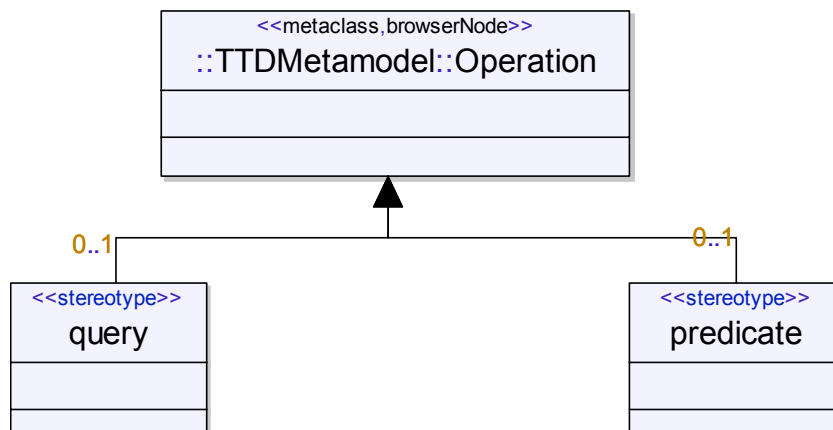 <<metaclass,browserNode>>
::TTDMetamodel::Operation
0..1
0..1
<<stereotype>>
query
<<stereotype>>
predicate